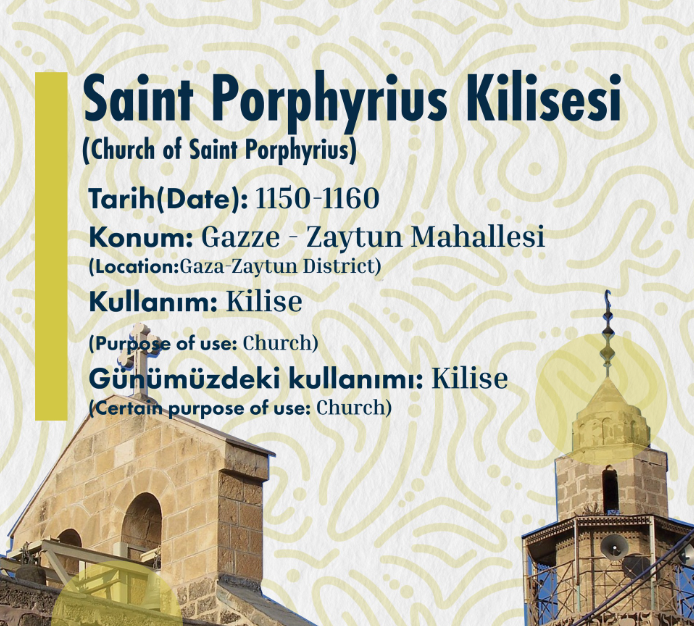 Saint Porphyrius Kilisesi
(Church of Saint Porphyrius)
Tarih(Date): 1150-1160
Konum: Gazze - Zaytun Mahallesi
(Location:Gaza-Zaytun District)
Kullanım: Kilise
(Purpose of use: Church)
Günümüzdeki kullanımı: Kilise
(Certain purpose of use: Church)